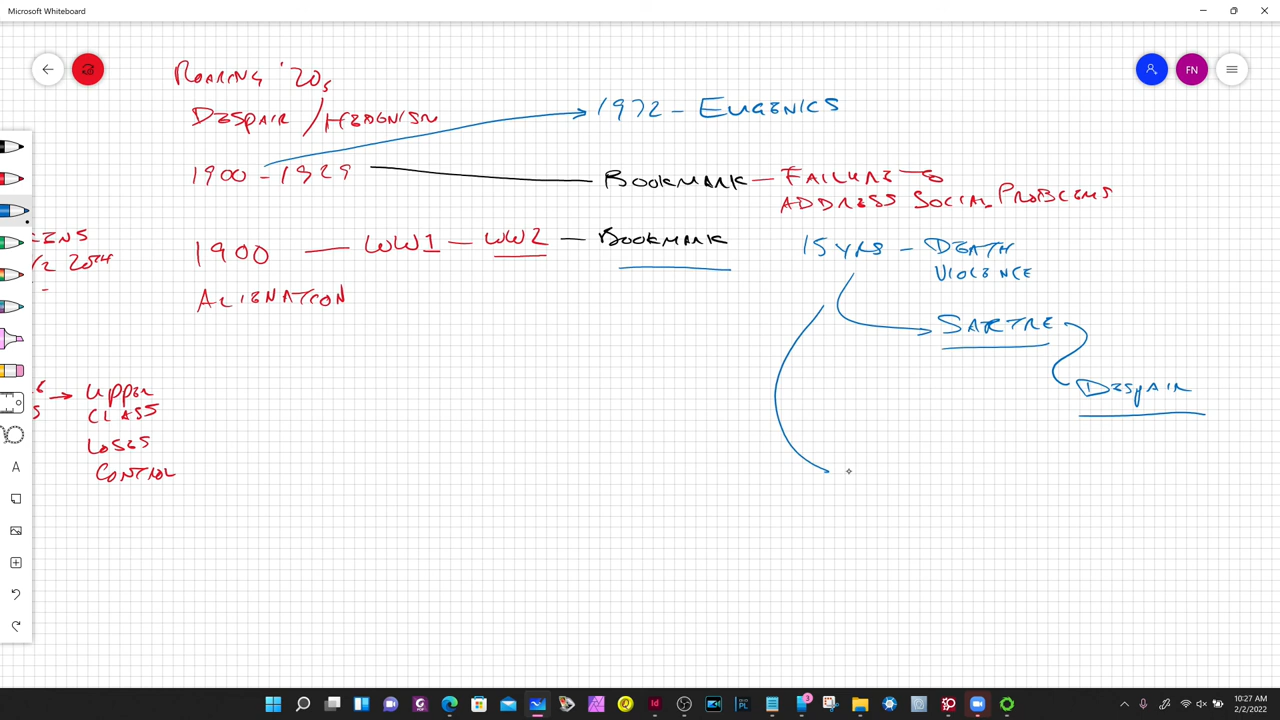 Microsoft Whiteboard
FN
ROARING '20s
DESPAIR / HEDONISM
1972 - EUGENICS
1900 - 1929
BOOKMARK - FAILURE TO
ADDRESS SOCIAL PROBLEMS
1900 - WW1 - WW2 - BOOKMARK
15 yrs - DEATH
VIOLENCE
ALIENATION
SARTRE
DESPAIR
→ UPPER
CLASS
LOSES
CONTROL
A
10:27 AM
2/2/2022